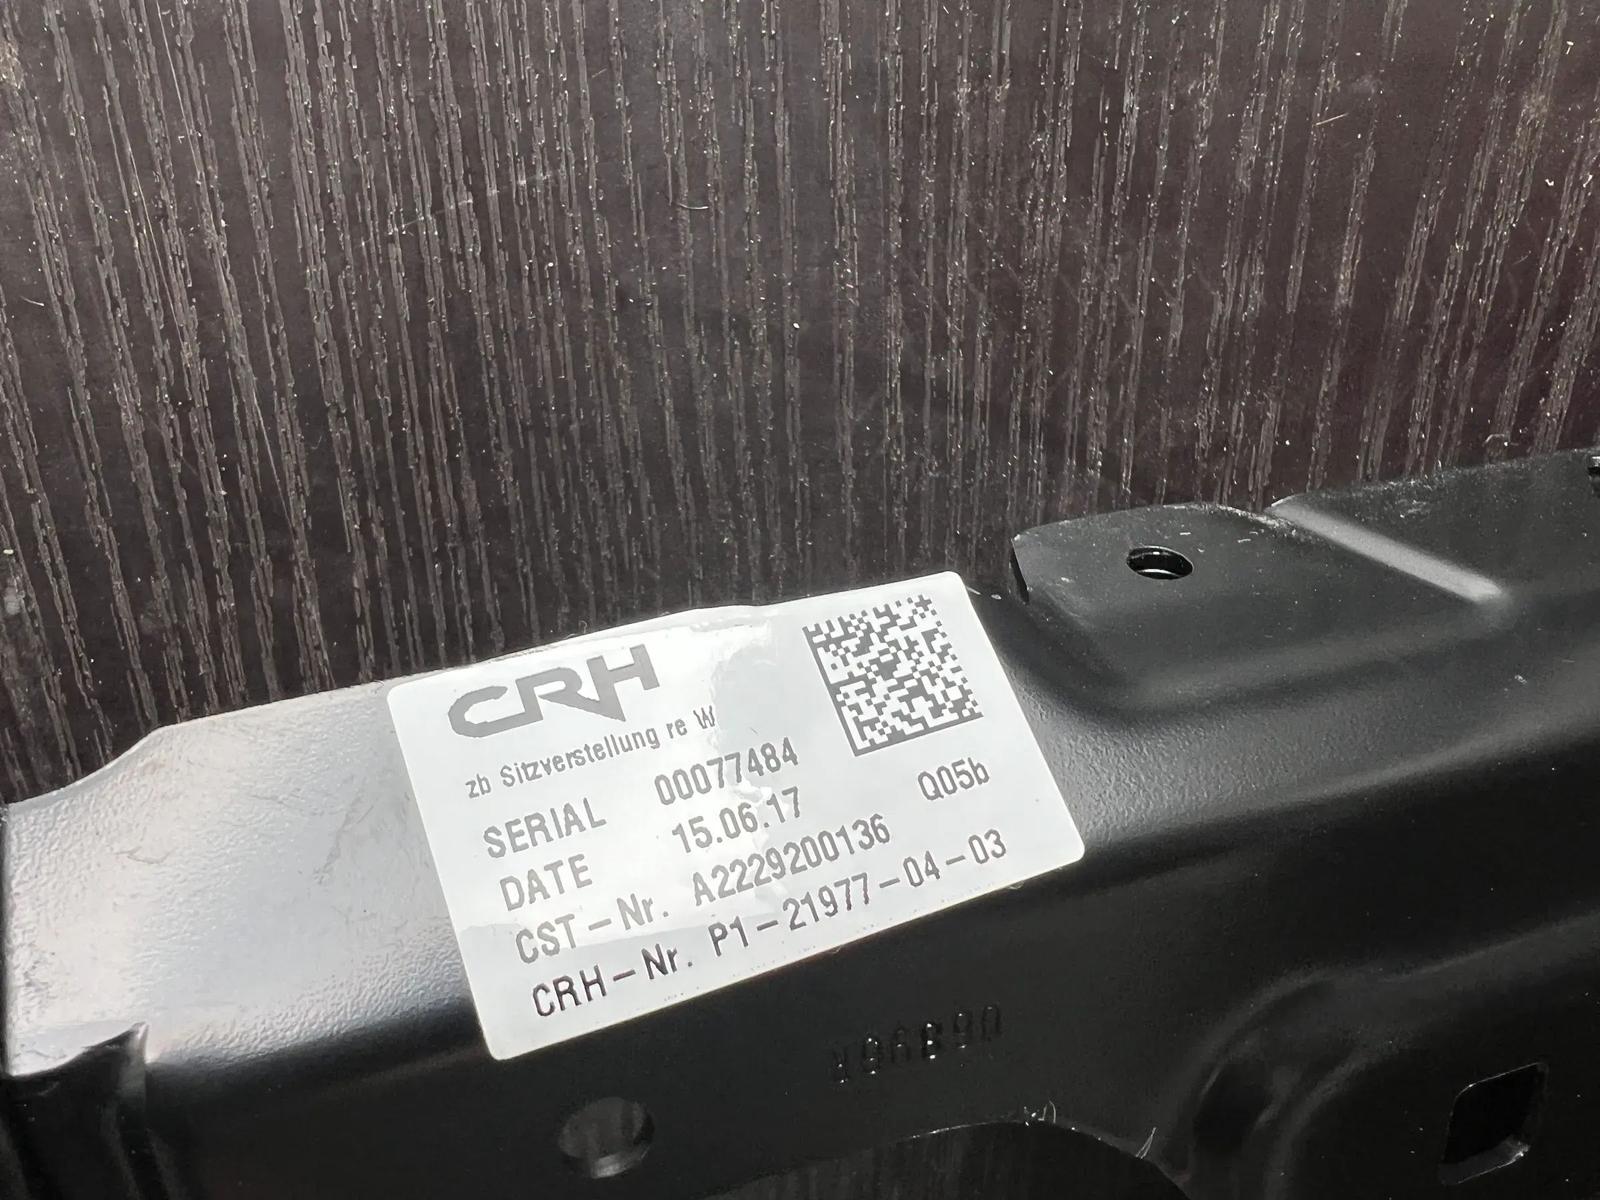 CRH
zb Sitzverstellung re W
SERIAL 00077484
DATE 15.06.17
CST-Nr. A2229200136 Q05b
CRH-Nr. P1-21977-04-03